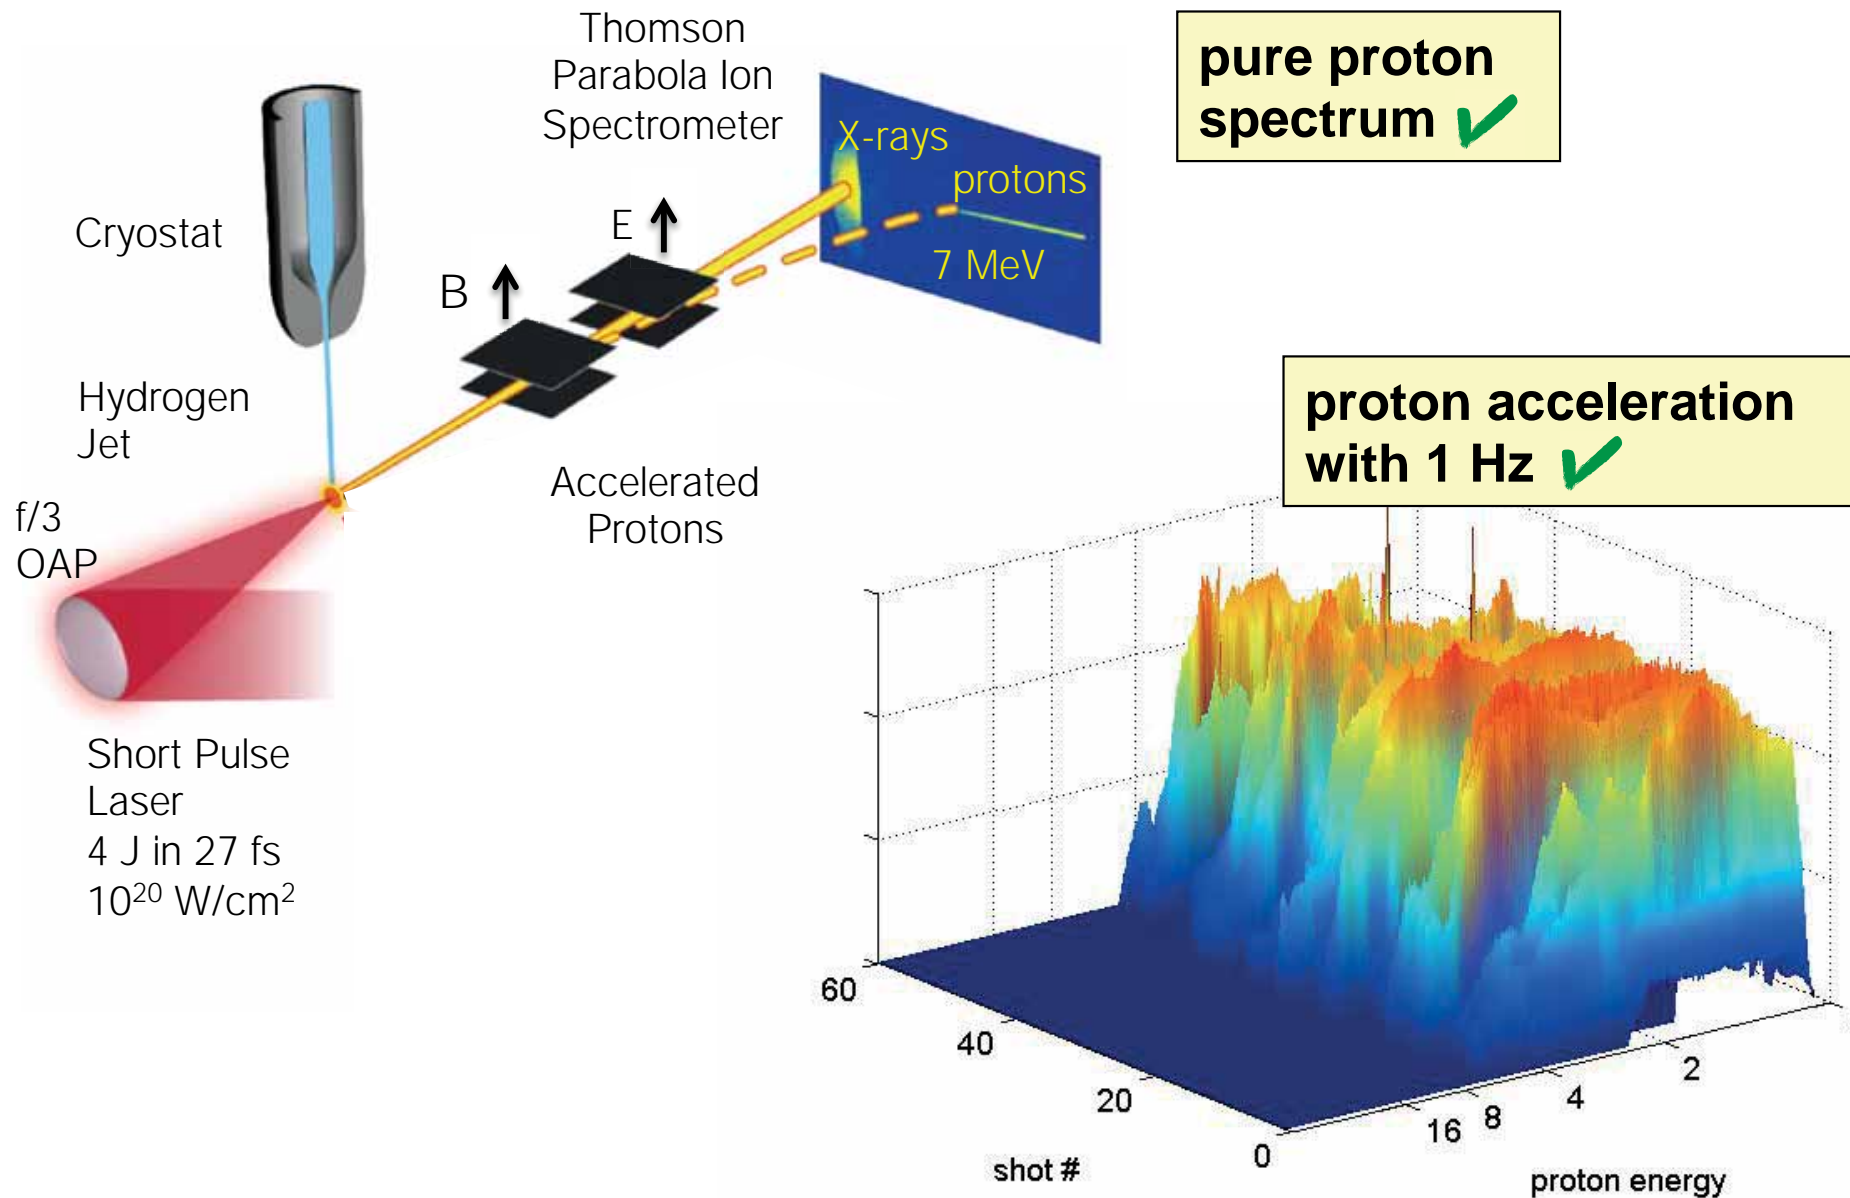 Thomson
Parabola Ion
Spectrometer
pure proton
spectrum ✔
X-rays
protons
7 MeV
Cryostat
E
B
Hydrogen
Jet
proton acceleration
with 1 Hz ✔
Accelerated
Protons
f/3
OAP
Short Pulse
Laser
4 J in 27 fs
10²⁰ W/cm²
60
40
20
0
16
8
4
2
shot #
proton energy